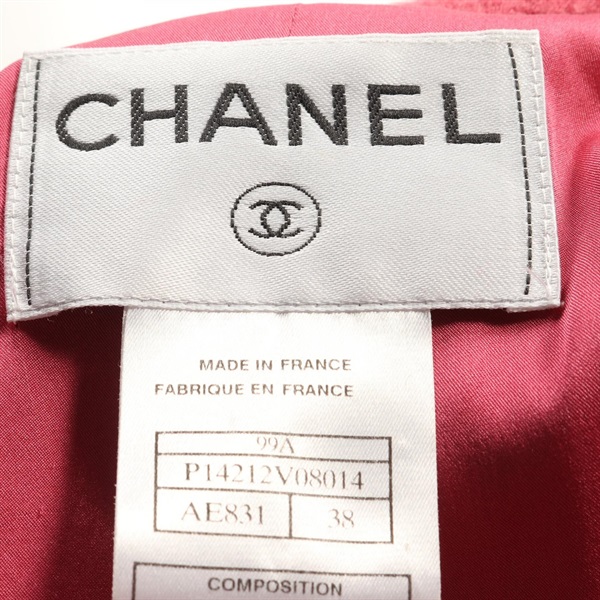 CHANEL
MADE IN FRANCE
FABRIQUE EN FRANCE
99A
P14212V08014
AE831 38
COMPOSITION